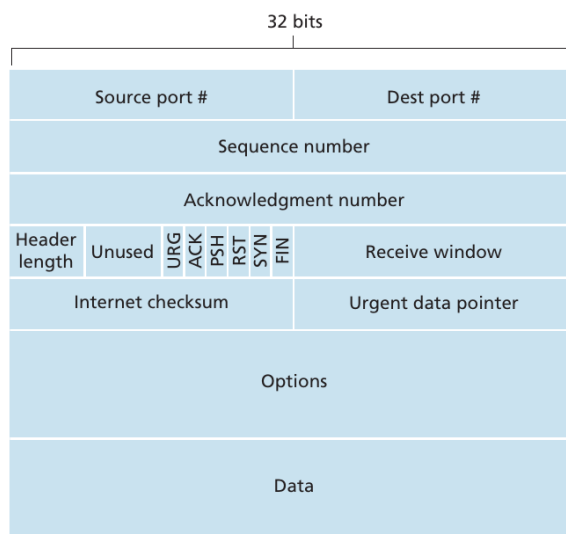 32 bits
Source port #
Dest port #
Sequence number
Acknowledgment number
Header
length
Unused
URG
ACK
PSH
RST
SYN
FIN
Receive window
Internet checksum
Urgent data pointer
Options
Data